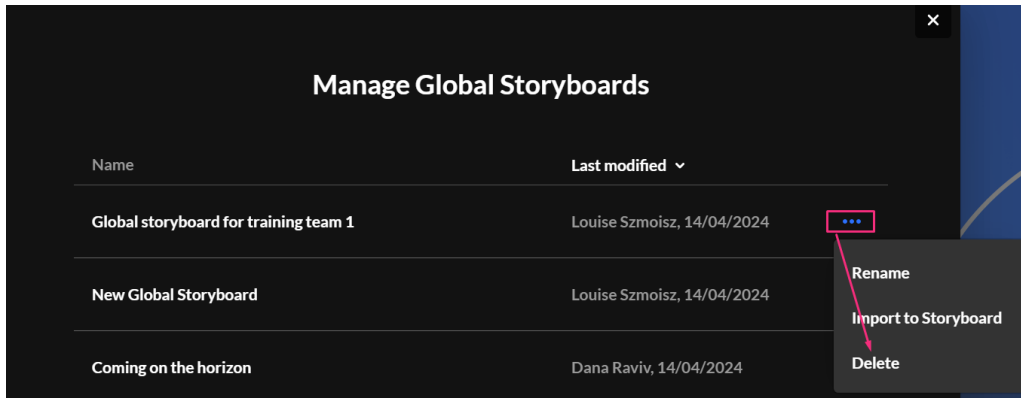 Manage Global Storyboards
Name Last modified
Global storyboard for training team 1 Louise Szmoisz, 14/04/2024
Rename
New Global Storyboard Louise Szmoisz, 14/04/2024
Import to Storyboard
Coming on the horizon Dana Raviv, 14/04/2024
Delete